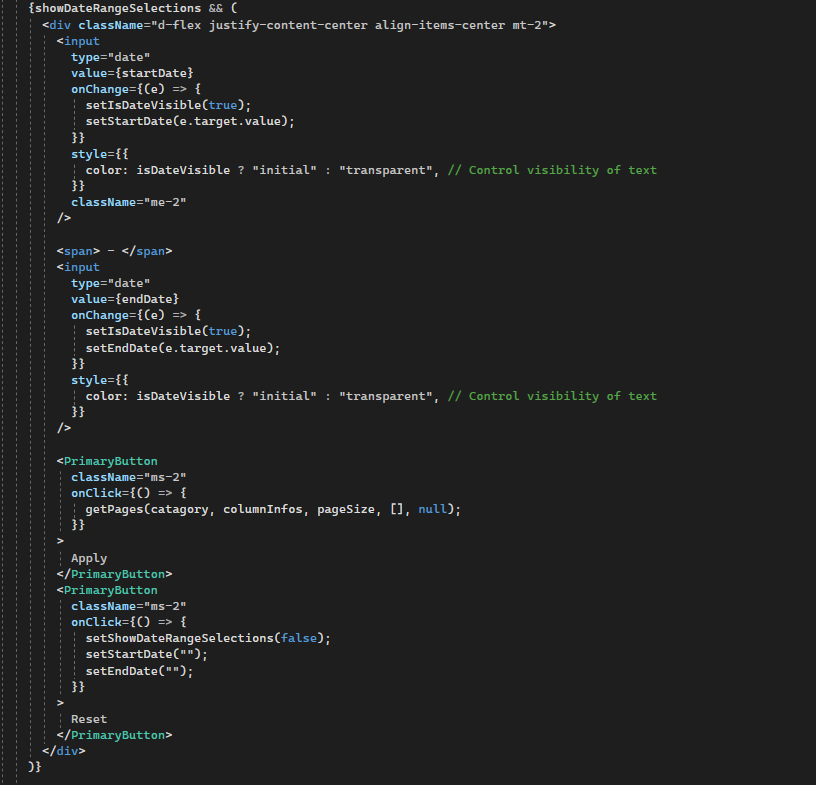 {showDateRangeSelections && (
<div className="d-flex justify-content-center align-items-center mt-2">
<input
type="date"
value={startDate}
onChange={(e) => {
setIsDateVisible(true);
setStartDate(e.target.value);
}}
style={{
color: isDateVisible ? "initial" : "transparent", // Control visibility of text
}}
className="me-2"
/>
<span> - </span>
<input
type="date"
value={endDate}
onChange={(e) => {
setIsDateVisible(true);
setEndDate(e.target.value);
}}
style={{
color: isDateVisible ? "initial" : "transparent", // Control visibility of text
}}
/>
<PrimaryButton
className="ms-2"
onClick={() => {
getPages(catagory, columnInfos, pageSize, [], null);
}}
>
Apply
</PrimaryButton>
<PrimaryButton
className="ms-2"
onClick={() => {
setShowDateRangeSelections(false);
setStartDate("");
setEndDate("");
}}
>
Reset
</PrimaryButton>
</div>
)}